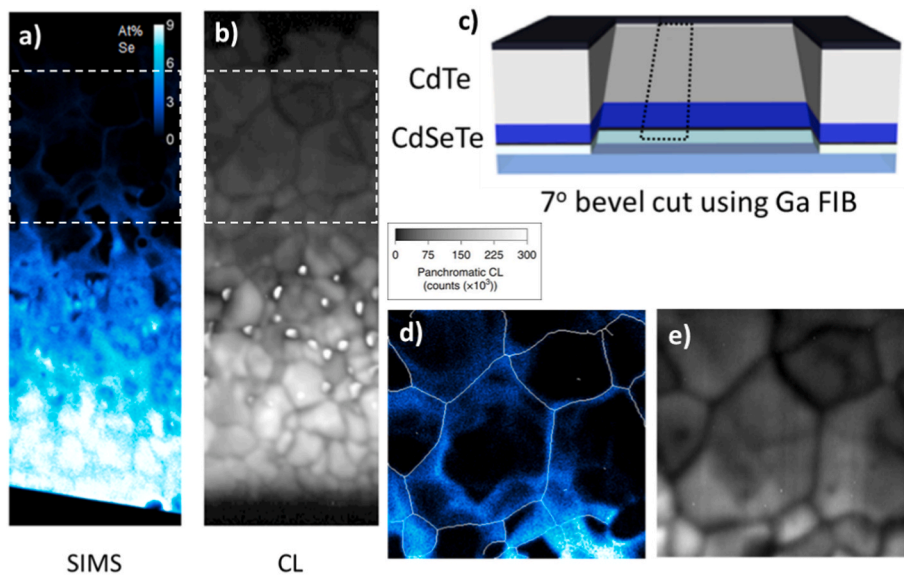 a)
At%
Se
9
6
3
0
b)
c)
CdTe
CdSeTe
7° bevel cut using Ga FIB
0 75 150 225 300
Panchromatic CL
(counts (×10³))
d)
e)
SIMS
CL